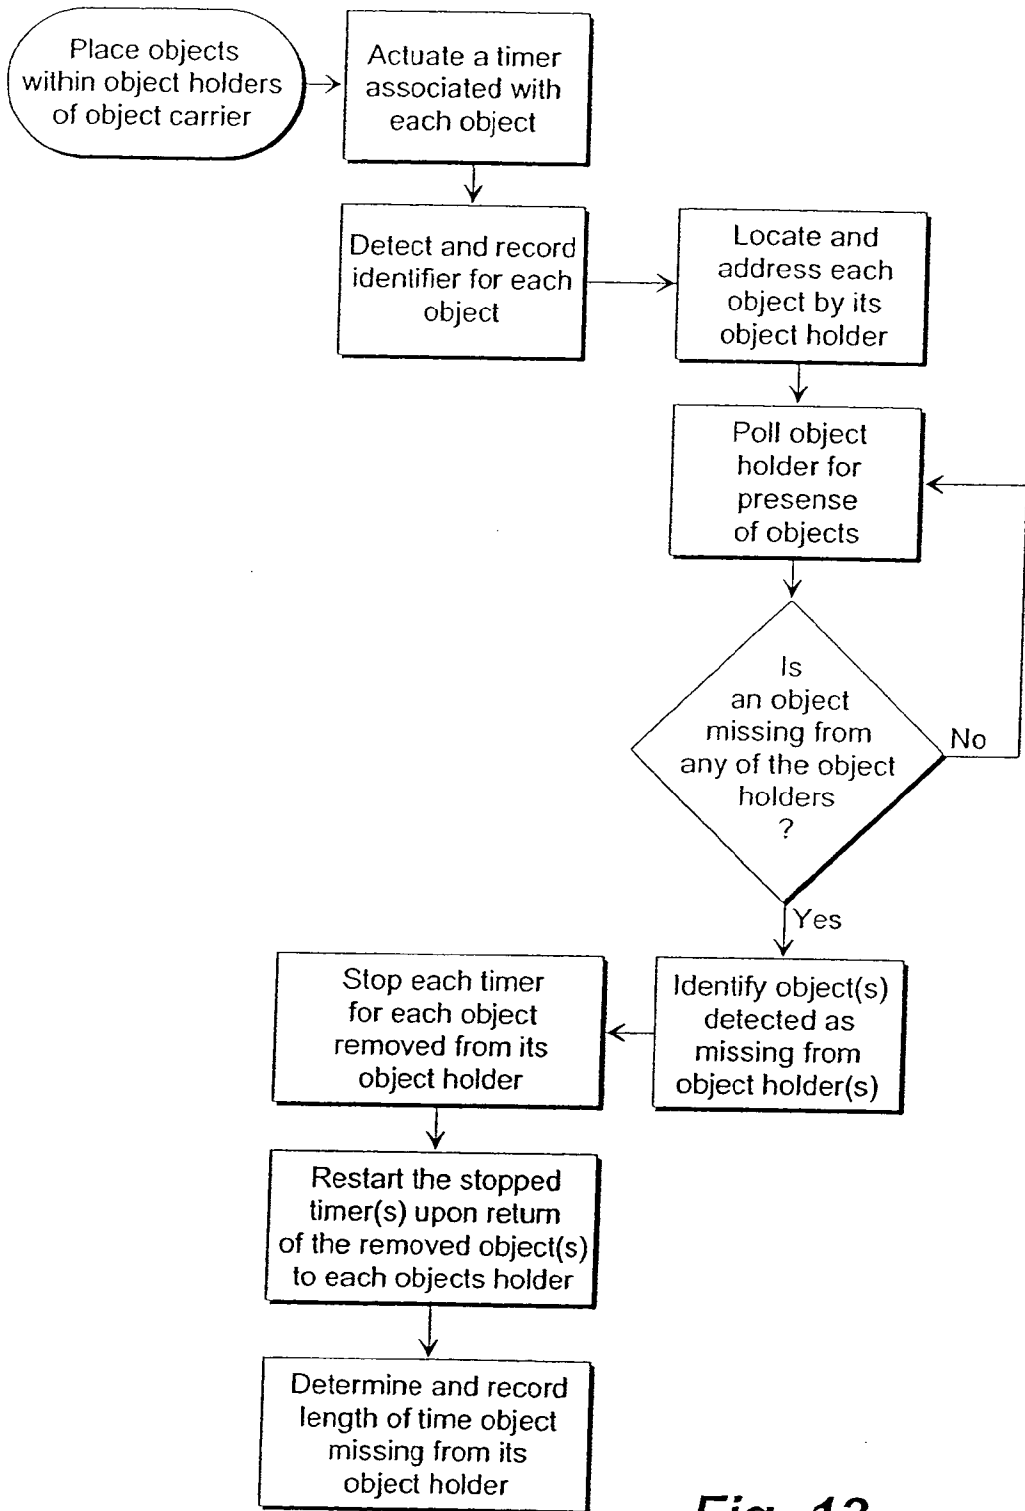 Place objects
within object holders
of object carrier
Actuate a timer
associated with
each object
Detect and record
identifier for each
object
Locate and
address each
object by its
object holder
Poll object
holder for
presense
of objects
Is
an object
missing from
any of the object
holders
?
No
Yes
Identify object(s)
detected as
missing from
object holder(s)
Stop each timer
for each object
removed from its
object holder
Restart the stopped
timer(s) upon return
of the removed object(s)
to each objects holder
Determine and record
length of time object
missing from its
object holder